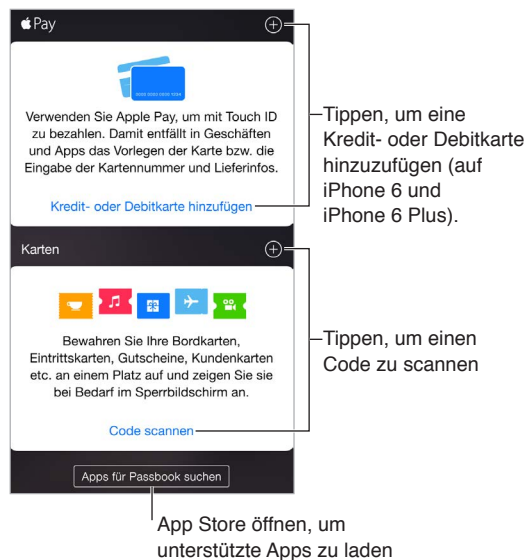 Pay
Verwenden Sie Apple Pay, um mit Touch ID
zu bezahlen. Damit entfällt in Geschäften
und Apps das Vorlegen der Karte bzw. die
Eingabe der Kartennummer und Lieferinfos.
Kredit- oder Debitkarte hinzufügen
Tippen, um eine
Kredit- oder Debitkarte
hinzuzufügen (auf
iPhone 6 und
iPhone 6 Plus).
Karten
Bewahren Sie Ihre Bordkarten,
Eintrittskarten, Gutscheine, Kundenkarten
etc. an einem Platz auf und zeigen Sie sie
bei Bedarf im Sperrbildschirm an.
Code scannen
Tippen, um einen
Code zu scannen
Apps für Passbook suchen
App Store öffnen, um
unterstützte Apps zu laden